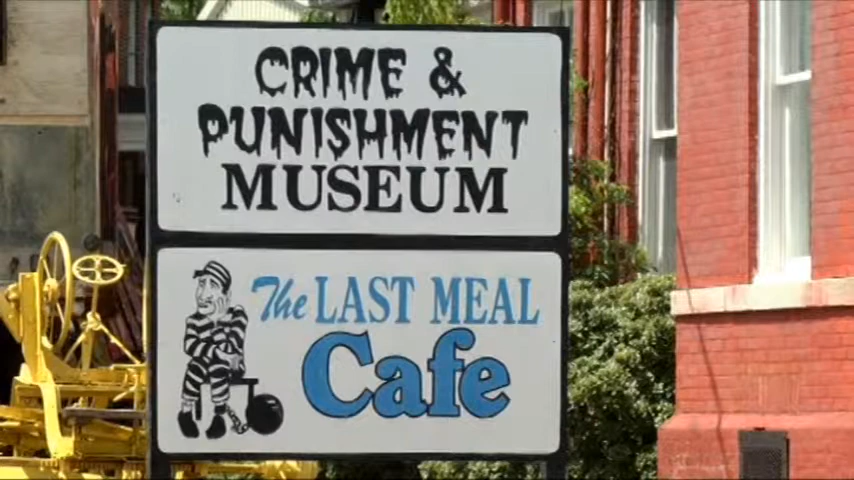 CRIME &
PUNISHMENT
MUSEUM
The LAST MEAL
Cafe